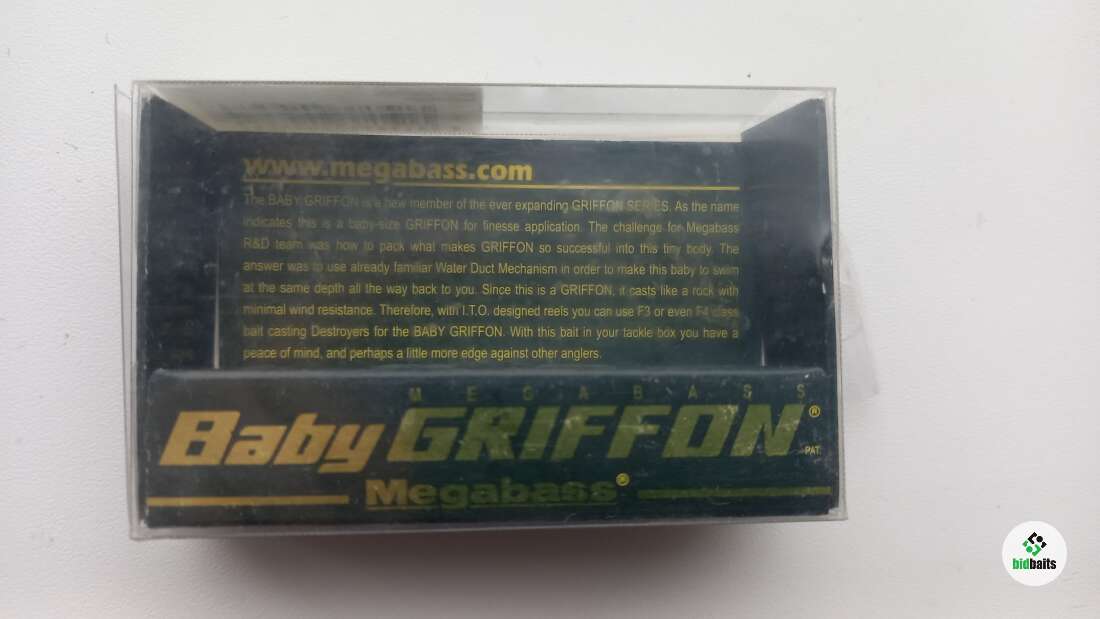 www.megabass.com
The BABY GRIFFON is a new member of the ever expanding GRIFFON SERIES. As the name
indicates this is a baby-size GRIFFON for finesse application. The challenge for Megabass
R&D team was how to pack what makes GRIFFON so successful into this tiny body. The
answer was to use already familiar Water Duct Mechanism in order to make this baby to swim
at the same depth all the way back to you. Since this is a GRIFFON, it casts like a rock with
minimal wind resistance. Therefore, with I.T.O. designed reels you can use F3 or even F4 class
bait casting Destroyers for the BABY GRIFFON. With this bait in your tackle box you have a
peace of mind, and perhaps a little more edge against other anglers.
MEGABASS
Baby GRIFFON®
PAT.
Megabass®
bidbaits